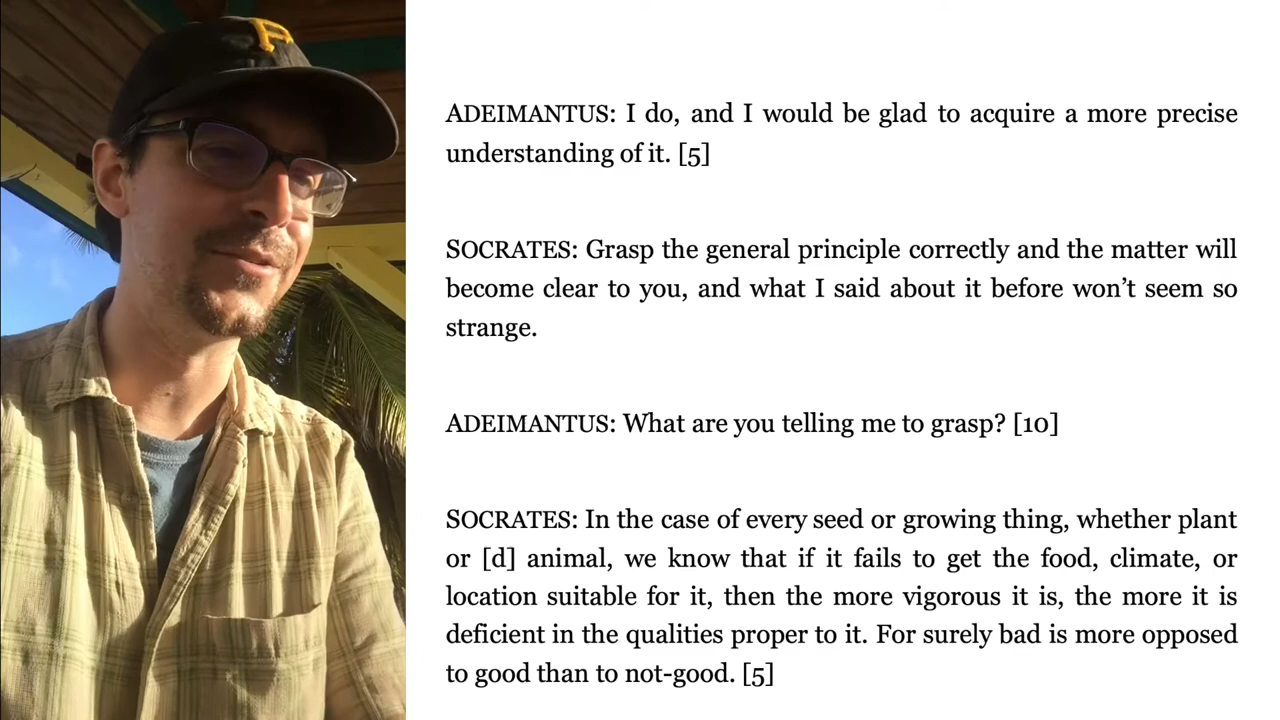 P
ADEIMANTUS: I do, and I would be glad to acquire a more precise
understanding of it. [5]
SOCRATES: Grasp the general principle correctly and the matter will
become clear to you, and what I said about it before won’t seem so
strange.
ADEIMANTUS: What are you telling me to grasp? [10]
SOCRATES: In the case of every seed or growing thing, whether plant
or [d] animal, we know that if it fails to get the food, climate, or
location suitable for it, then the more vigorous it is, the more it is
deficient in the qualities proper to it. For surely bad is more opposed
to good than to not-good. [5]